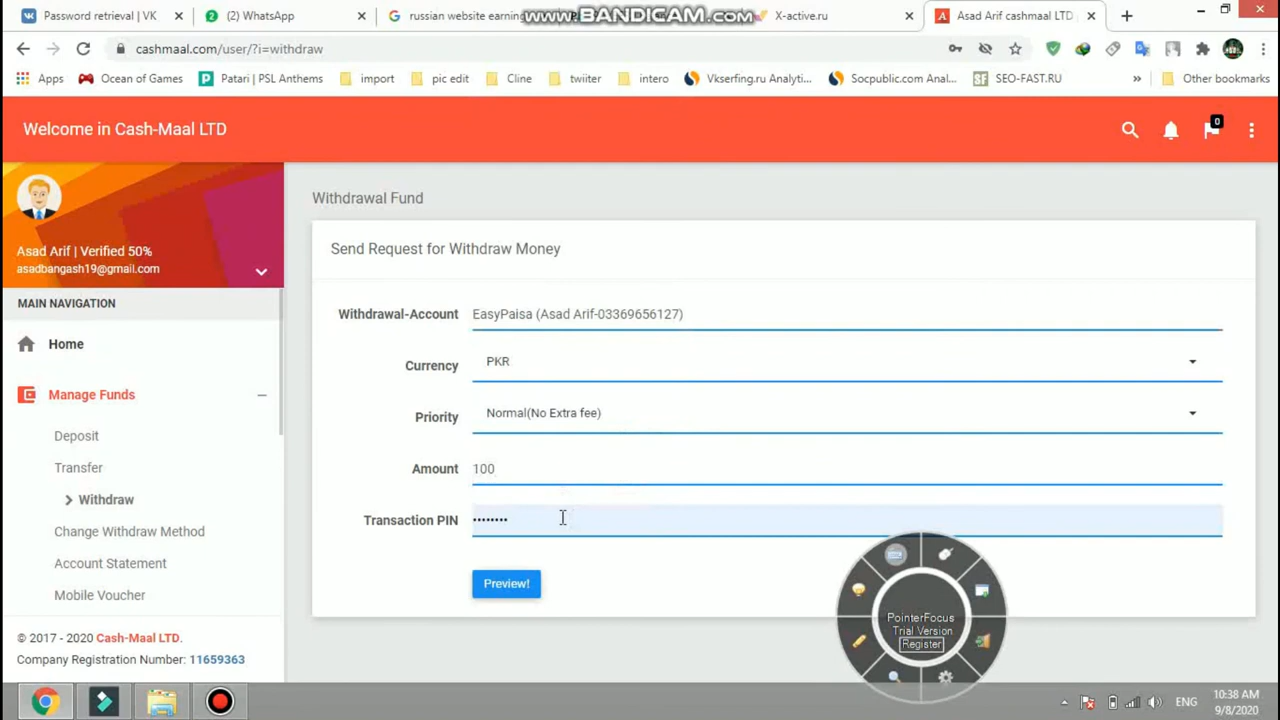 Password retrieval | VK
(2) WhatsApp
russian website earning
www.BANDICAM.com
X-active.ru
Asad Arif cashmaal LTD
cashmaal.com/user/?i=withdraw
Apps
Ocean of Games
Patari | PSL Anthems
import
pic edit
Cline
twiiter
intero
Vkserfing.ru Analyti...
Socpublic.com Anal...
SEO-FAST.RU
»
Other bookmarks
Welcome in Cash-Maal LTD
0
Asad Arif | Verified 50%
asadbangash19@gmail.com
MAIN NAVIGATION
Home
Manage Funds
Deposit
Transfer
Withdraw
Change Withdraw Method
Account Statement
Mobile Voucher
© 2017 - 2020 Cash-Maal LTD.
Company Registration Number: 11659363
Withdrawal Fund
Send Request for Withdraw Money
Withdrawal-Account EasyPaisa (Asad Arif-03369656127)
Currency PKR
Priority Normal(No Extra fee)
Amount 100
Transaction PIN ••••••••
Preview!
PointerFocus
Trial Version
Register
ENG
10:38 AM
9/8/2020